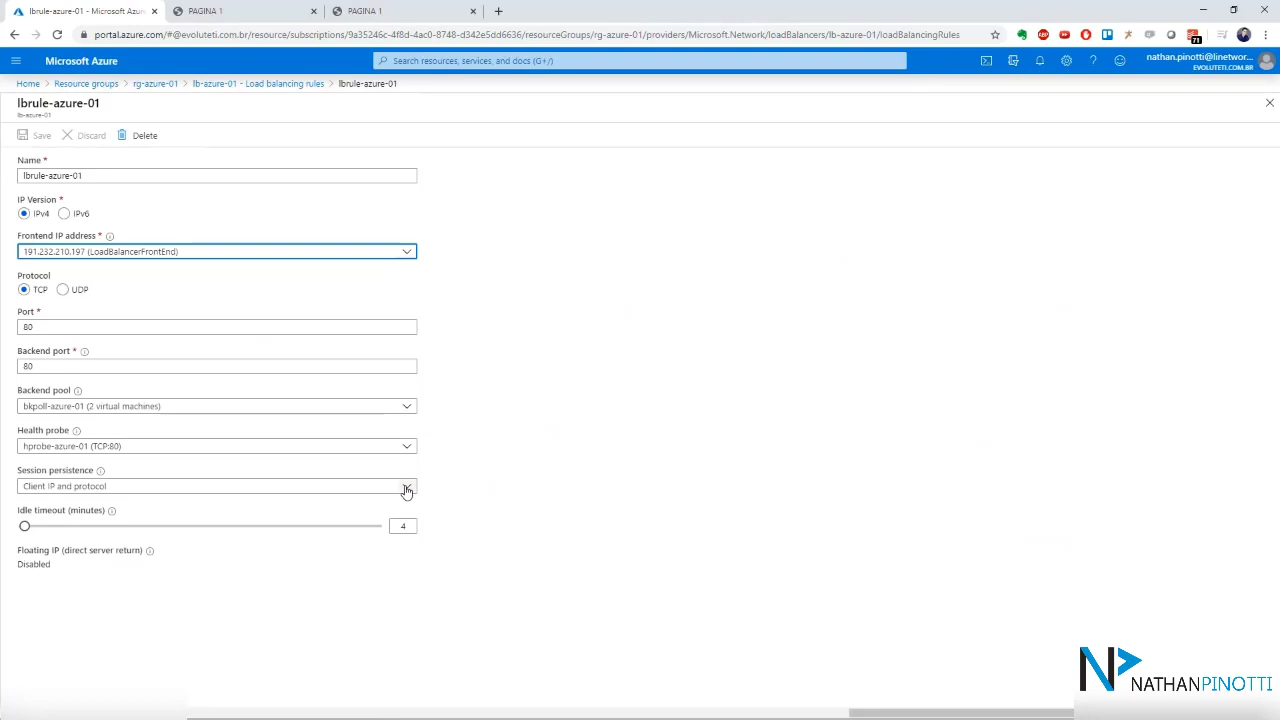 lbrule-azure-01 - Microsoft Azure
PAGINA 1
PAGINA 1
portal.azure.com/#@evoluteti.com.br/resource/subscriptions/9a35246c-4f8d-4ac0-8748-d342e5dd6636/resourceGroups/rg-azure-01/providers/Microsoft.Network/loadBalancers/lb-azure-01/loadBalancingRules
71
Microsoft Azure
Search resources, services, and docs (G+/)
nathan.pinotti@linetwor...
EVOLUTETI.COM.BR
Home > Resource groups > rg-azure-01 > lb-azure-01 - Load balancing rules > lbrule-azure-01
lbrule-azure-01
lb-azure-01
Save Discard Delete
Name *
lbrule-azure-01
IP Version *
IPv4 IPv6
Frontend IP address *
191.232.210.197 (LoadBalancerFrontEnd)
Protocol
TCP UDP
Port *
80
Backend port *
80
Backend pool
bkpoll-azure-01 (2 virtual machines)
Health probe
hprobe-azure-01 (TCP:80)
Session persistence
Client IP and protocol
Idle timeout (minutes)
4
Floating IP (direct server return)
Disabled
NATHANPINOTTI